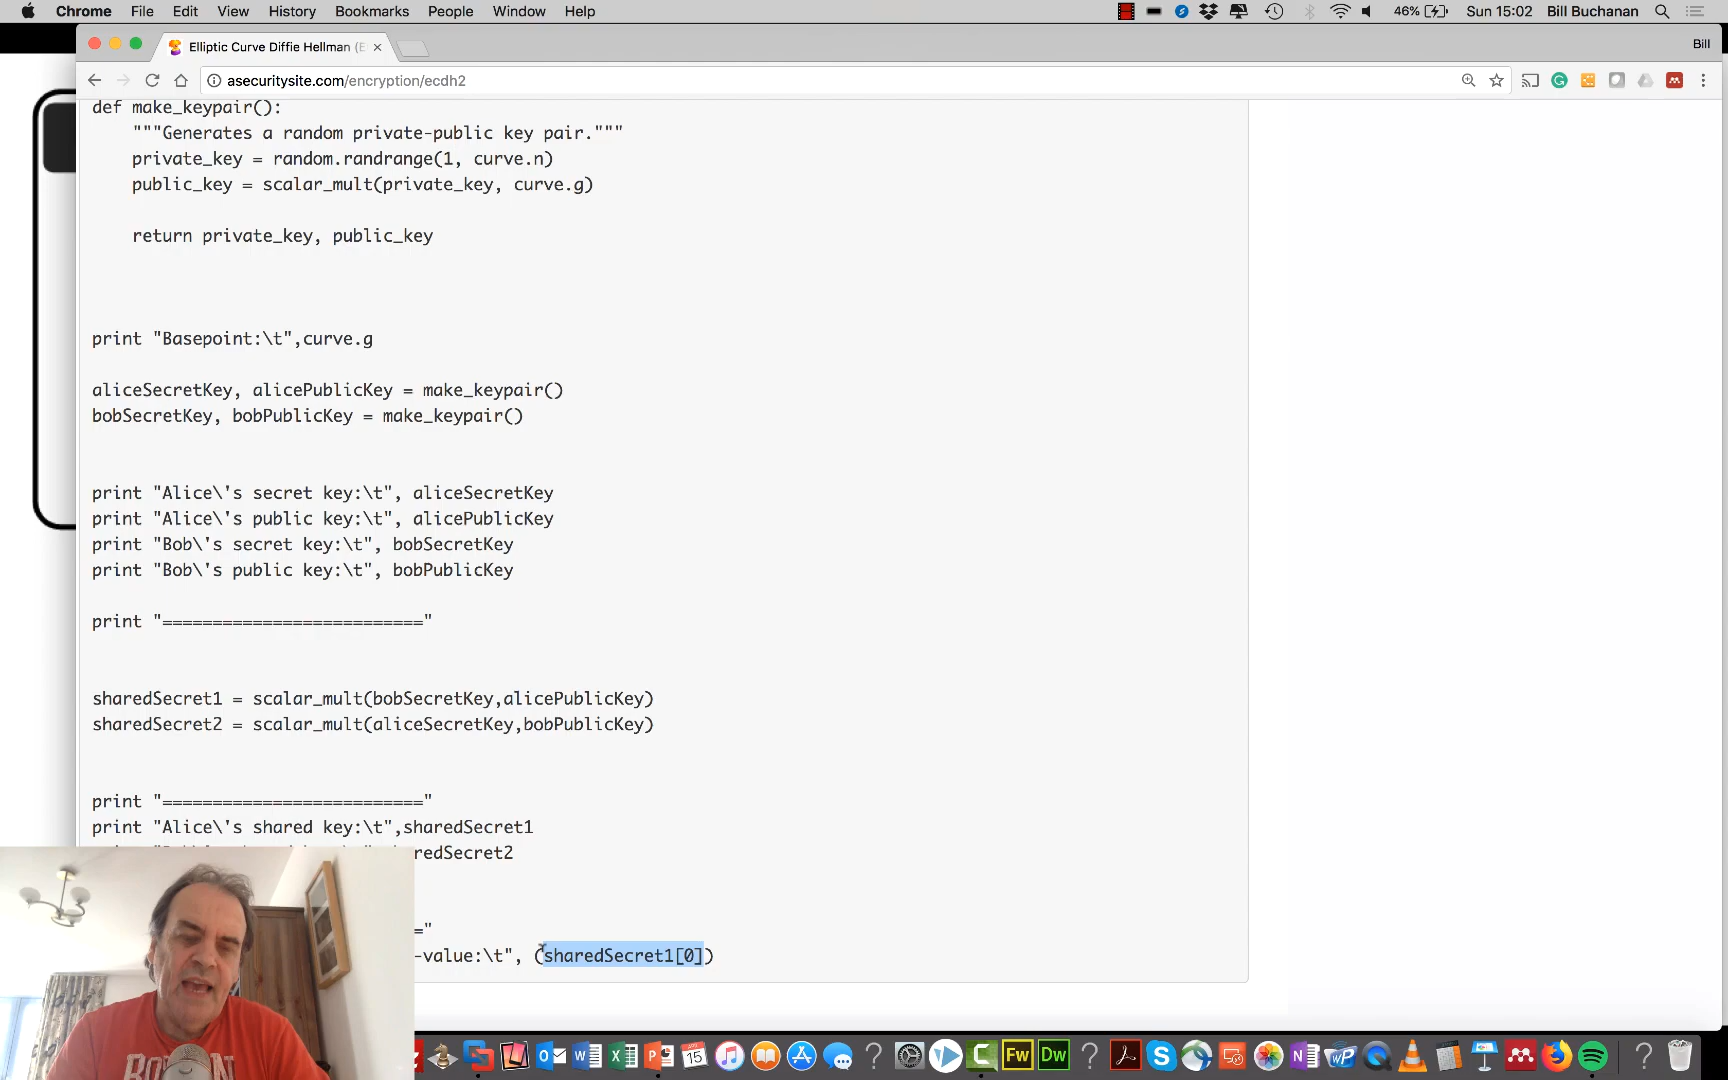 Chrome File Edit View History Bookmarks People Window Help 46% Sun 15:02 Bill Buchanan
Elliptic Curve Diffie Hellman (E
Bill
asecuritysite.com/encryption/ecdh2
def make_keypair():
"""Generates a random private-public key pair."""
private_key = random.randrange(1, curve.n)
public_key = scalar_mult(private_key, curve.g)
return private_key, public_key
print "Basepoint:\t",curve.g
aliceSecretKey, alicePublicKey = make_keypair()
bobSecretKey, bobPublicKey = make_keypair()
print "Alice\'s secret key:\t", aliceSecretKey
print "Alice\'s public key:\t", alicePublicKey
print "Bob\'s secret key:\t", bobSecretKey
print "Bob\'s public key:\t", bobPublicKey
print "=========================="
sharedSecret1 = scalar_mult(bobSecretKey,alicePublicKey)
sharedSecret2 = scalar_mult(aliceSecretKey,bobPublicKey)
print "=========================="
print "Alice\'s shared key:\t",sharedSecret1
redSecret2
="
-value:\t", (sharedSecret1[0])
Fw Dw